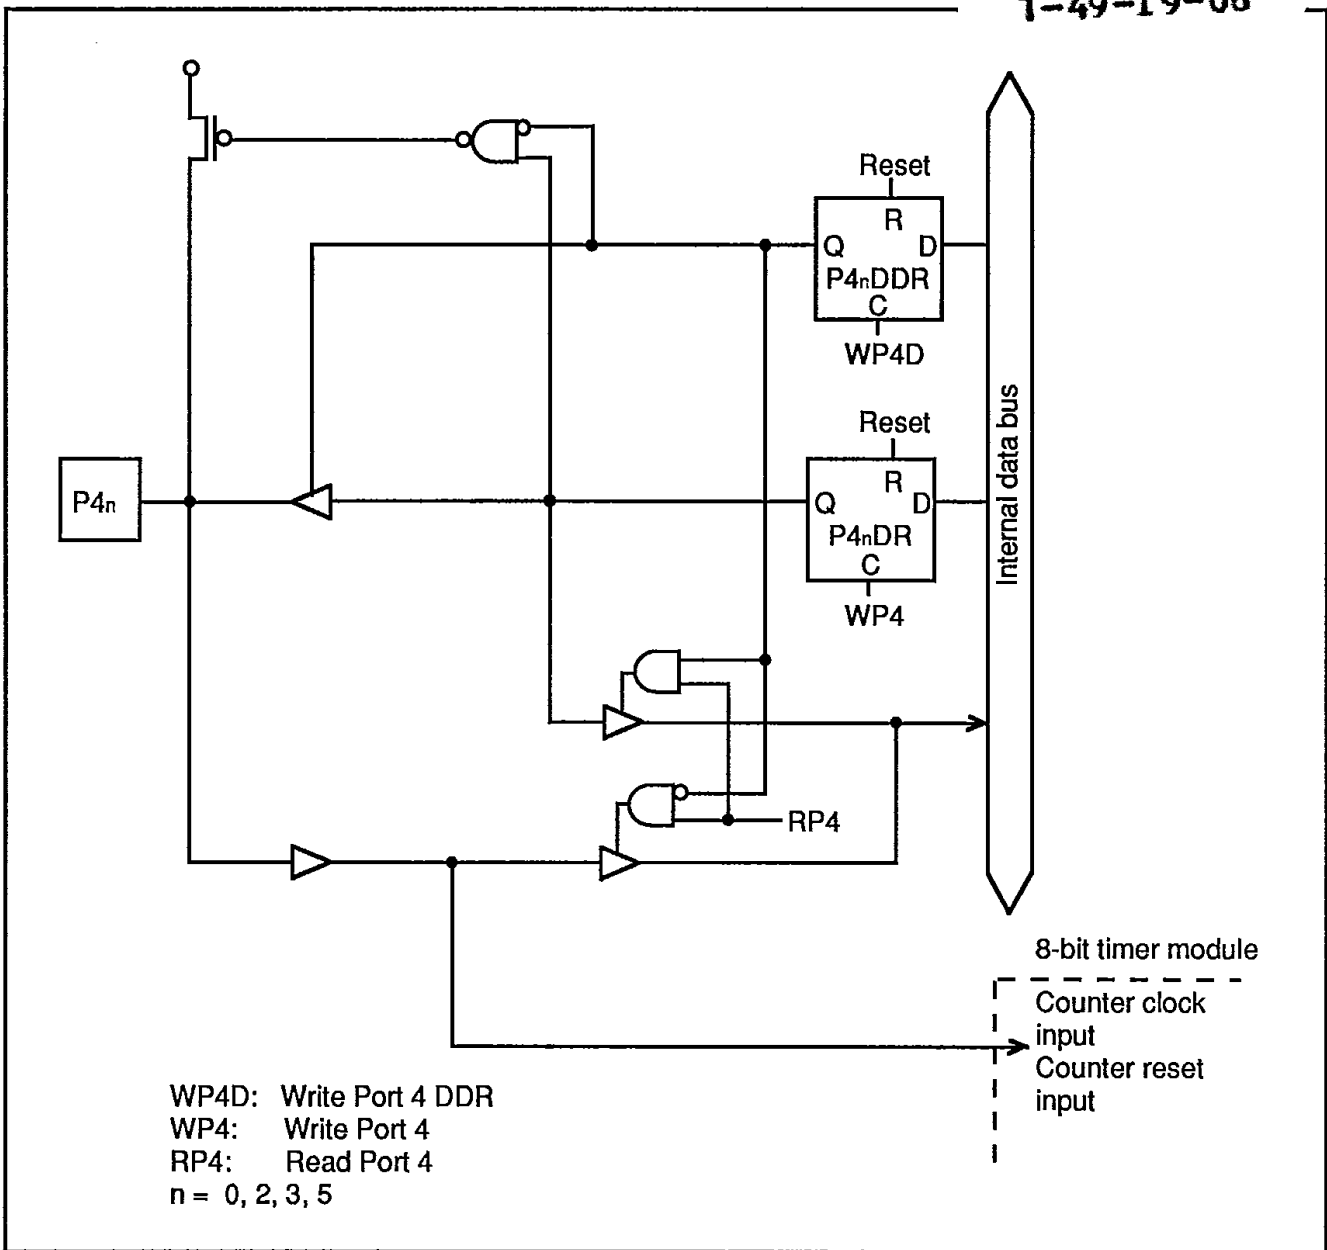 Reset
R
Q D
P4nDDR
C
WP4D
Reset
R
P4n
Q D
P4nDR
C
WP4
Internal data bus
RP4
8-bit timer module
Counter clock
input
Counter reset
input
WP4D: Write Port 4 DDR
WP4: Write Port 4
RP4: Read Port 4
n = 0, 2, 3, 5